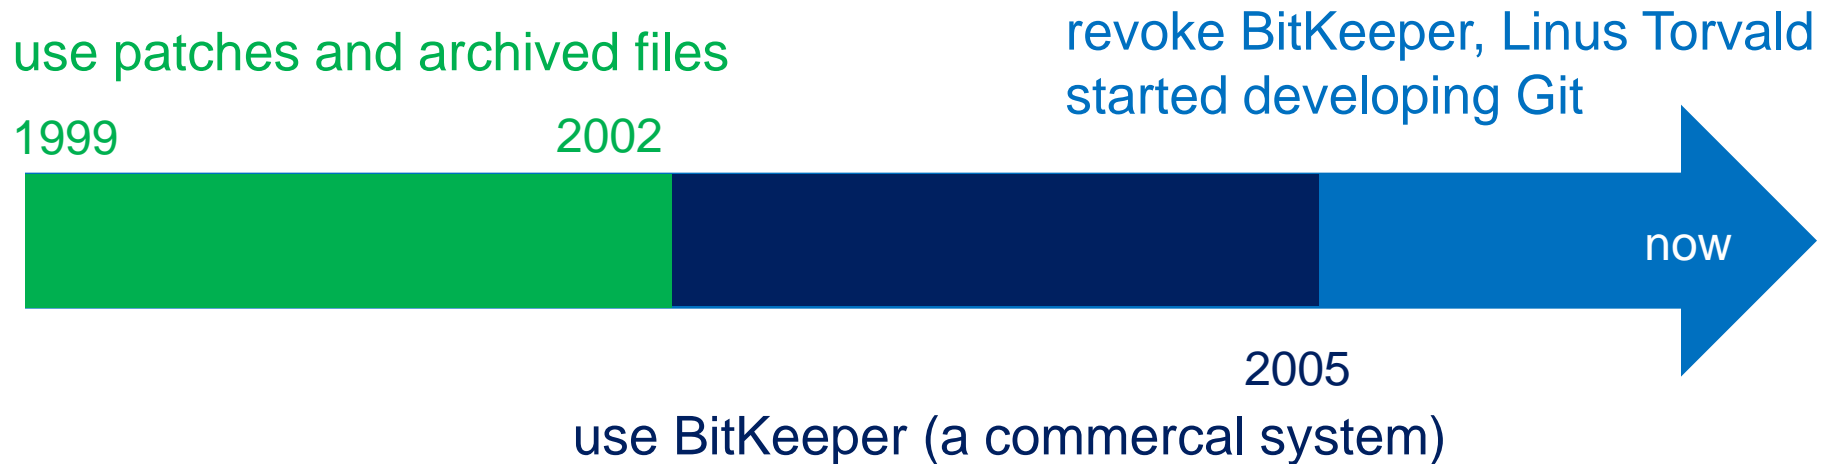 use patches and archived files
revoke BitKeeper, Linus Torvald
started developing Git
1999
2002
now
2005
use BitKeeper (a commercal system)